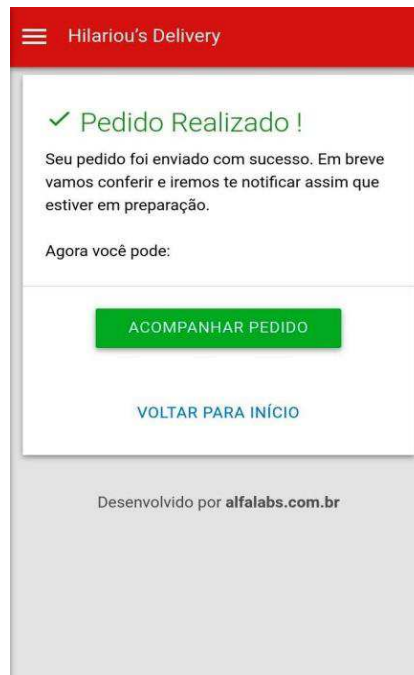 Hilariou's Delivery
Pedido Realizado !
Seu pedido foi enviado com sucesso. Em breve
vamos conferir e iremos te notificar assim que
estiver em preparação.
Agora você pode:
ACOMPANHAR PEDIDO
VOLTAR PARA INÍCIO
Desenvolvido por alfalabs.com.br